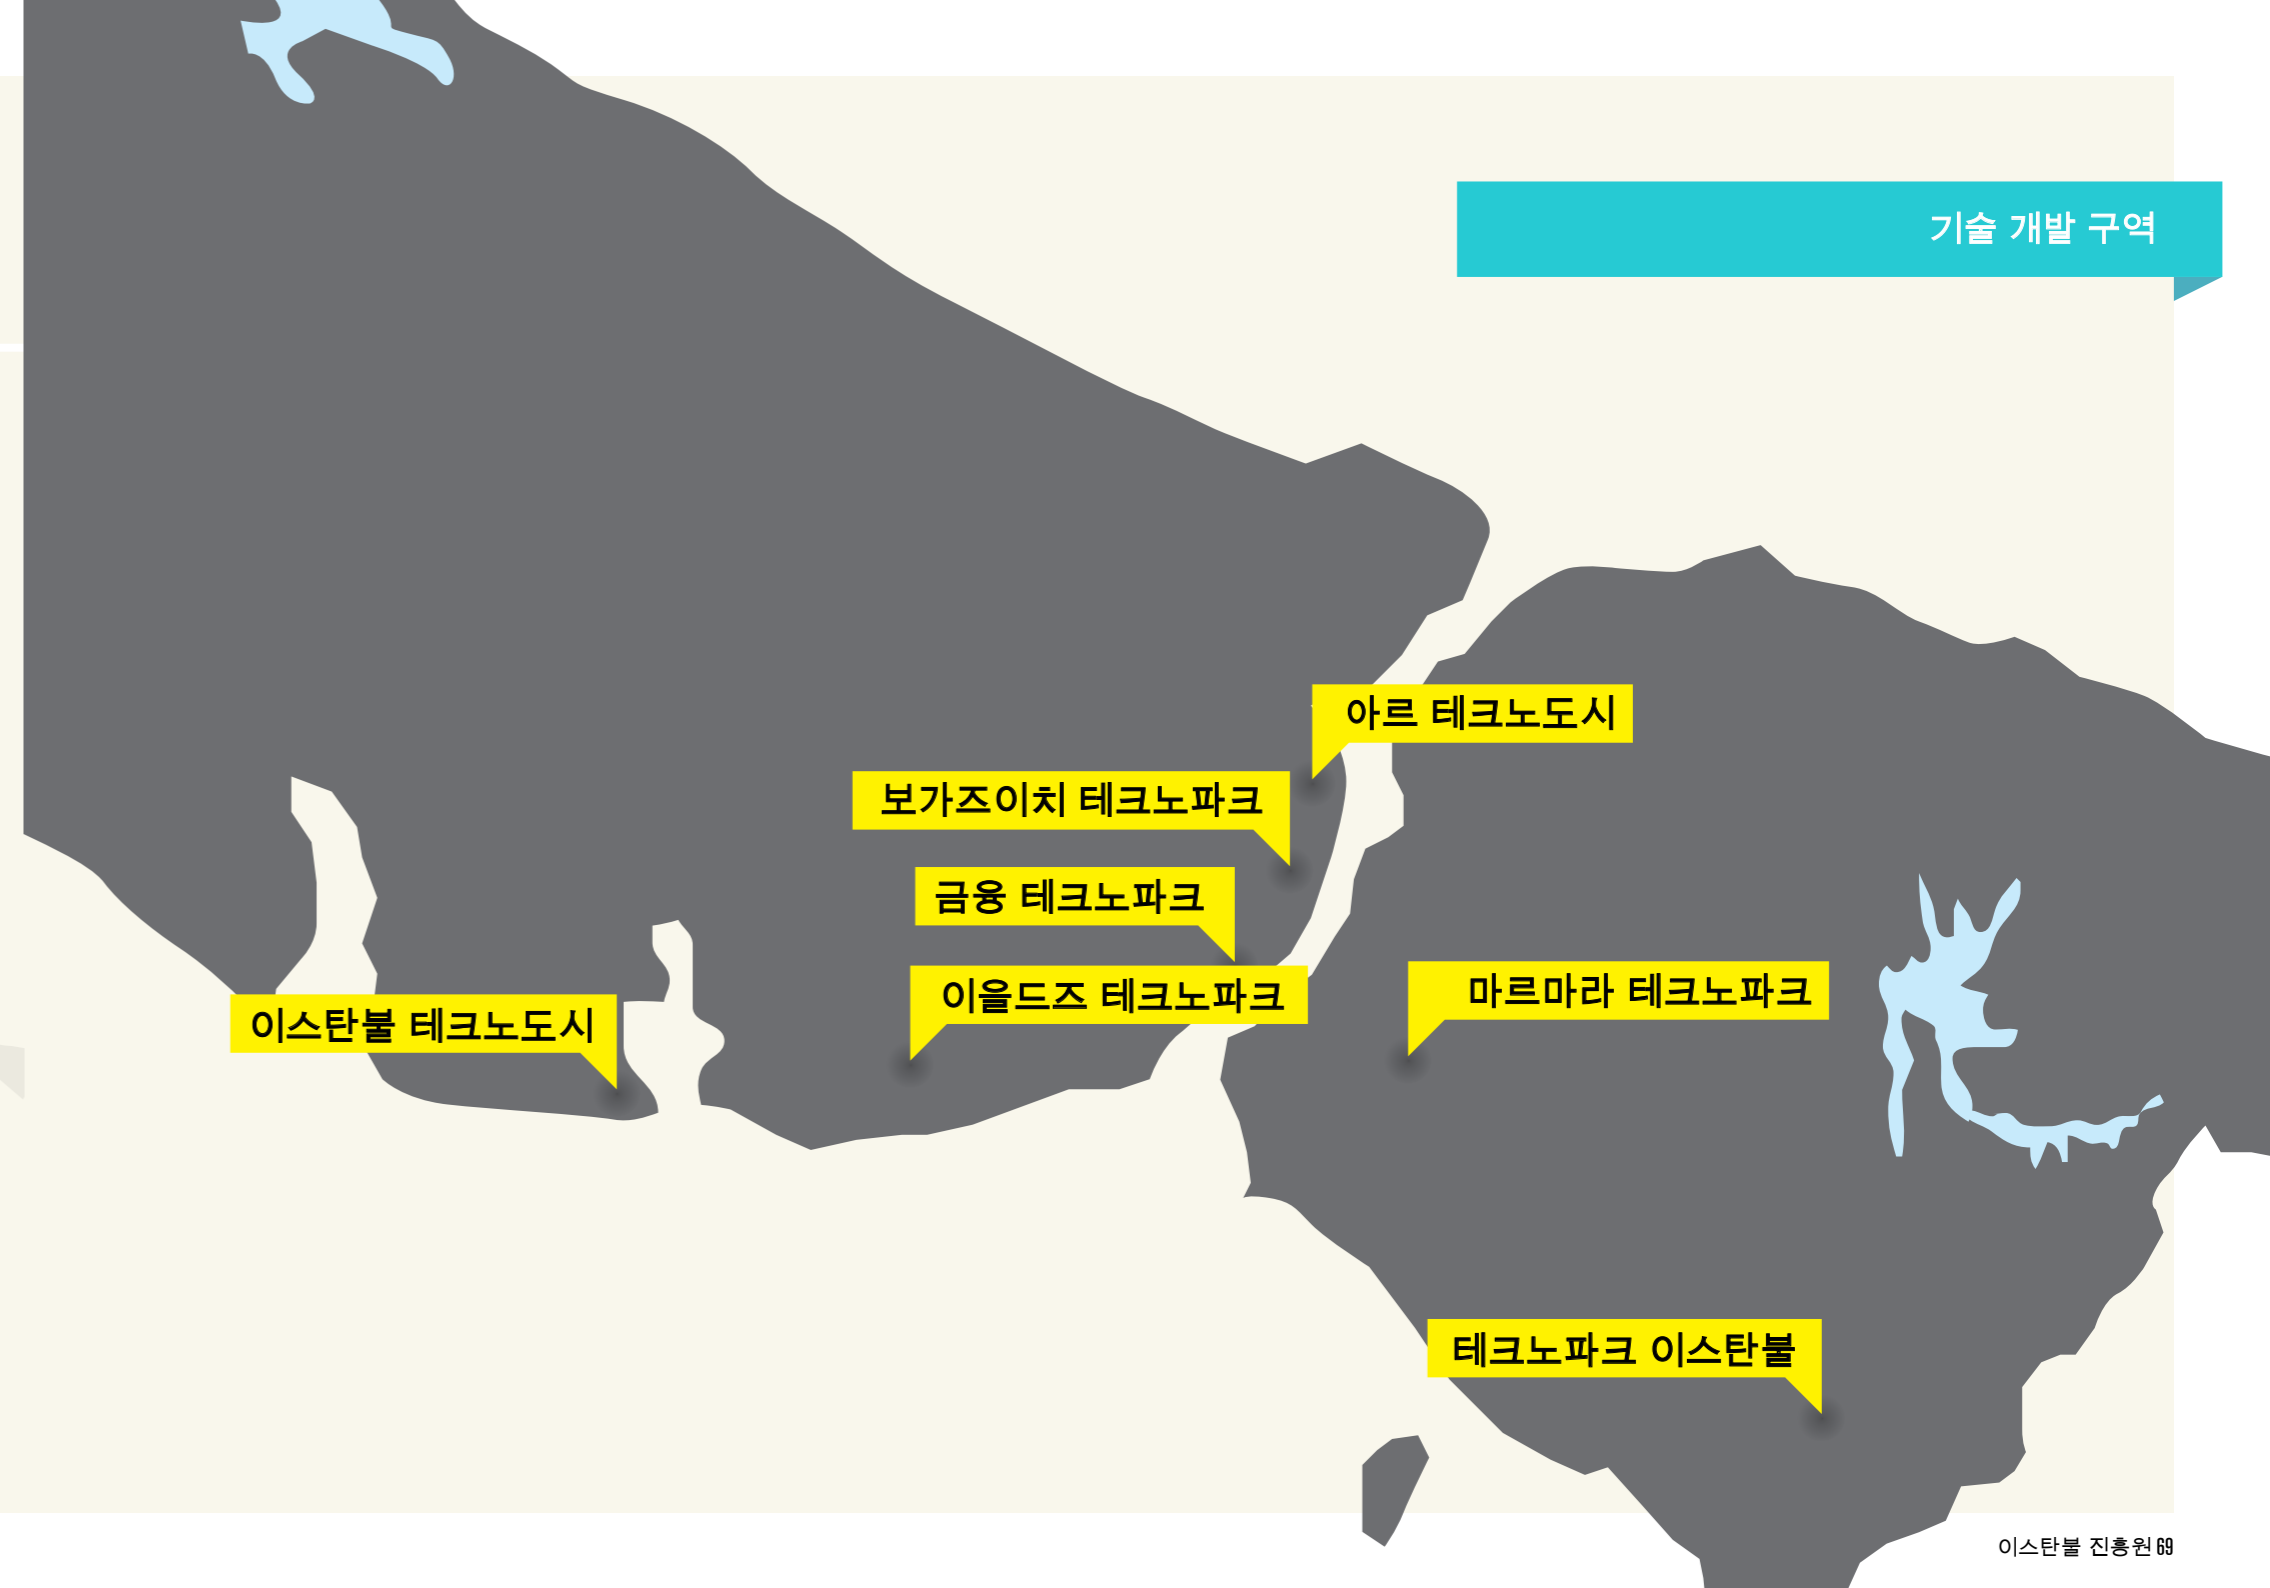 기술 개발 구역
아르 테크노도시
보가즈이치 테크노파크
금융 테크노파크
이을드즈 테크노파크
마르마라 테크노파크
이스탄불 테크노도시
테크노파크 이스탄불
이스탄불 진흥원 69